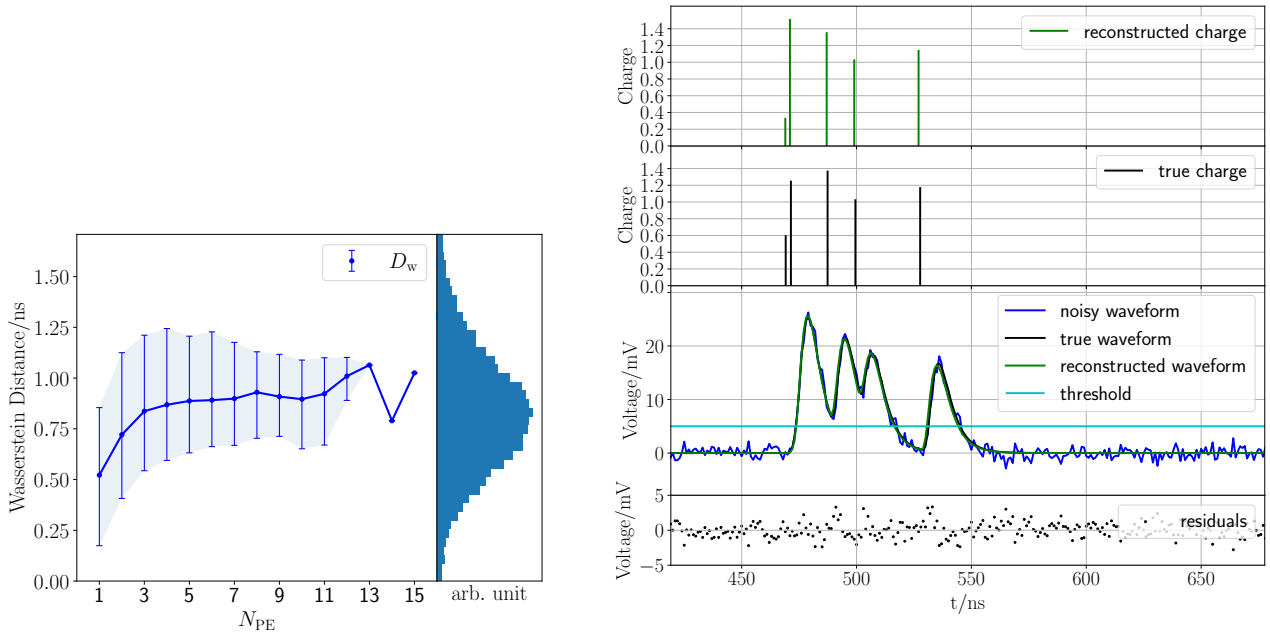 Wasserstein Distance/ns
1.50
1.25
1.00
0.75
0.50
0.25
0.00
D_w
1 3 5 7 9 11 13 15
N_PE
arb. unit
Charge
1.4
1.2
1.0
0.8
0.6
0.4
0.2
0.0
reconstructed charge
Charge
1.4
1.2
1.0
0.8
0.6
0.4
0.2
0.0
true charge
Voltage/mV
20
10
0
noisy waveform
true waveform
reconstructed waveform
threshold
Voltage/mV
5
0
−5
residuals
450 500 550 600 650
t/ns